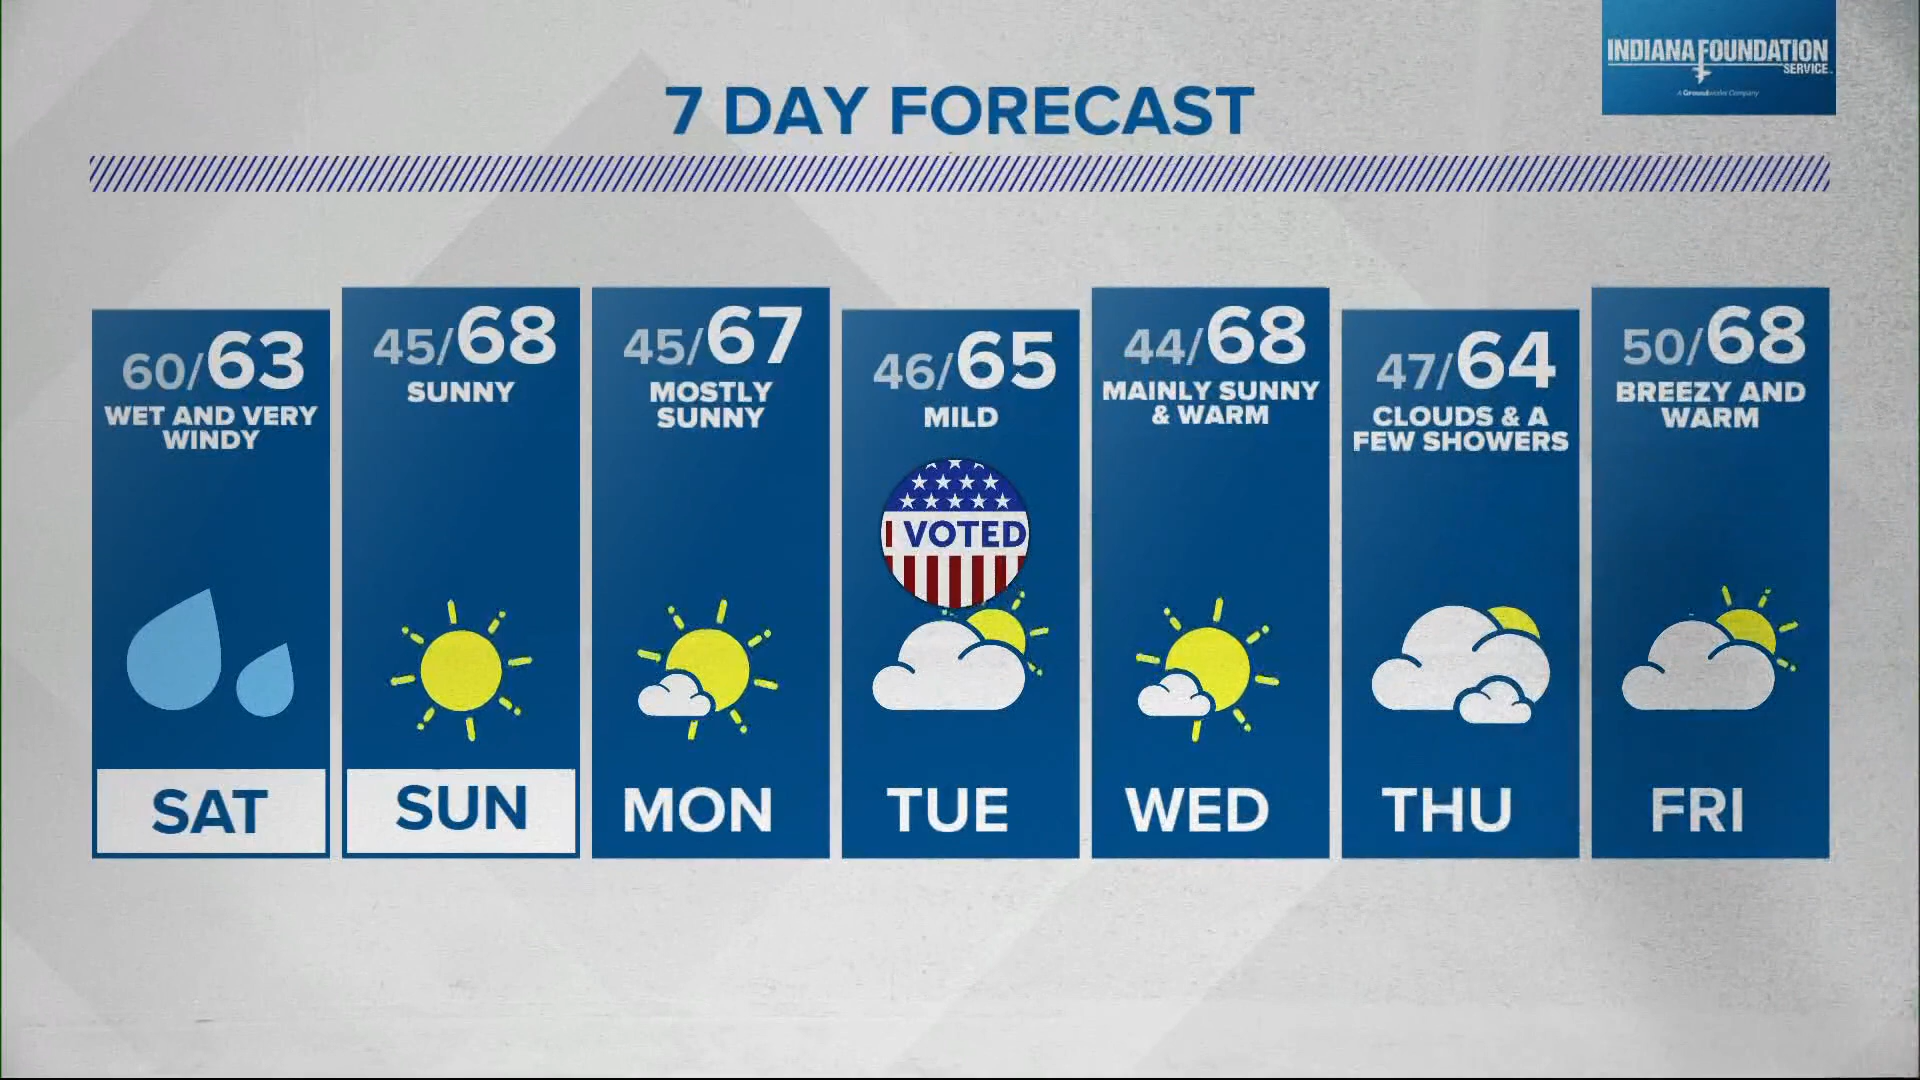 INDIANA FOUNDATION
SERVICE
A Groundworks Company
7 DAY FORECAST
60/63
WET AND VERY
WINDY
SAT
45/68
SUNNY
SUN
45/67
MOSTLY
SUNNY
MON
46/65
MILD
I VOTED
TUE
44/68
MAINLY SUNNY
& WARM
WED
47/64
CLOUDS & A
FEW SHOWERS
THU
50/68
BREEZY AND
WARM
FRI